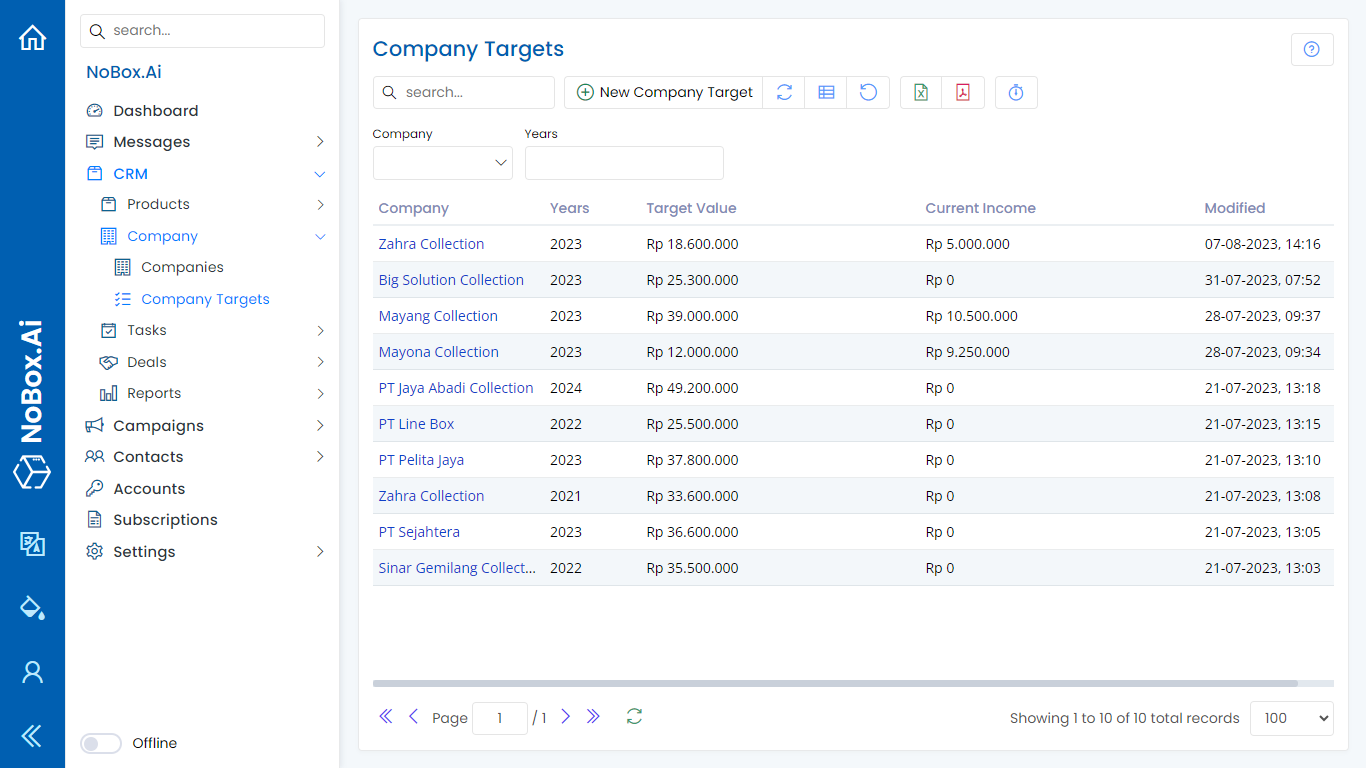 NoBox.Ai
search...
NoBox.Ai
Dashboard
Messages
CRM
Products
Company
Companies
Company Targets
Tasks
Deals
Reports
Campaigns
Contacts
Accounts
Subscriptions
Settings
Offline
Company Targets
search... New Company Target
Company Years
Company Years Target Value Current Income Modified
Zahra Collection 2023 Rp 18.600.000 Rp 5.000.000 07-08-2023, 14:16
Big Solution Collection 2023 Rp 25.300.000 Rp 0 31-07-2023, 07:52
Mayang Collection 2023 Rp 39.000.000 Rp 10.500.000 28-07-2023, 09:37
Mayona Collection 2023 Rp 12.000.000 Rp 9.250.000 28-07-2023, 09:34
PT Jaya Abadi Collection 2024 Rp 49.200.000 Rp 0 21-07-2023, 13:18
PT Line Box 2022 Rp 25.500.000 Rp 0 21-07-2023, 13:15
PT Pelita Jaya 2023 Rp 37.800.000 Rp 0 21-07-2023, 13:10
Zahra Collection 2021 Rp 33.600.000 Rp 0 21-07-2023, 13:08
PT Sejahtera 2023 Rp 36.600.000 Rp 0 21-07-2023, 13:05
Sinar Gemilang Collect... 2022 Rp 35.500.000 Rp 0 21-07-2023, 13:03
Page 1 / 1 Showing 1 to 10 of 10 total records 100